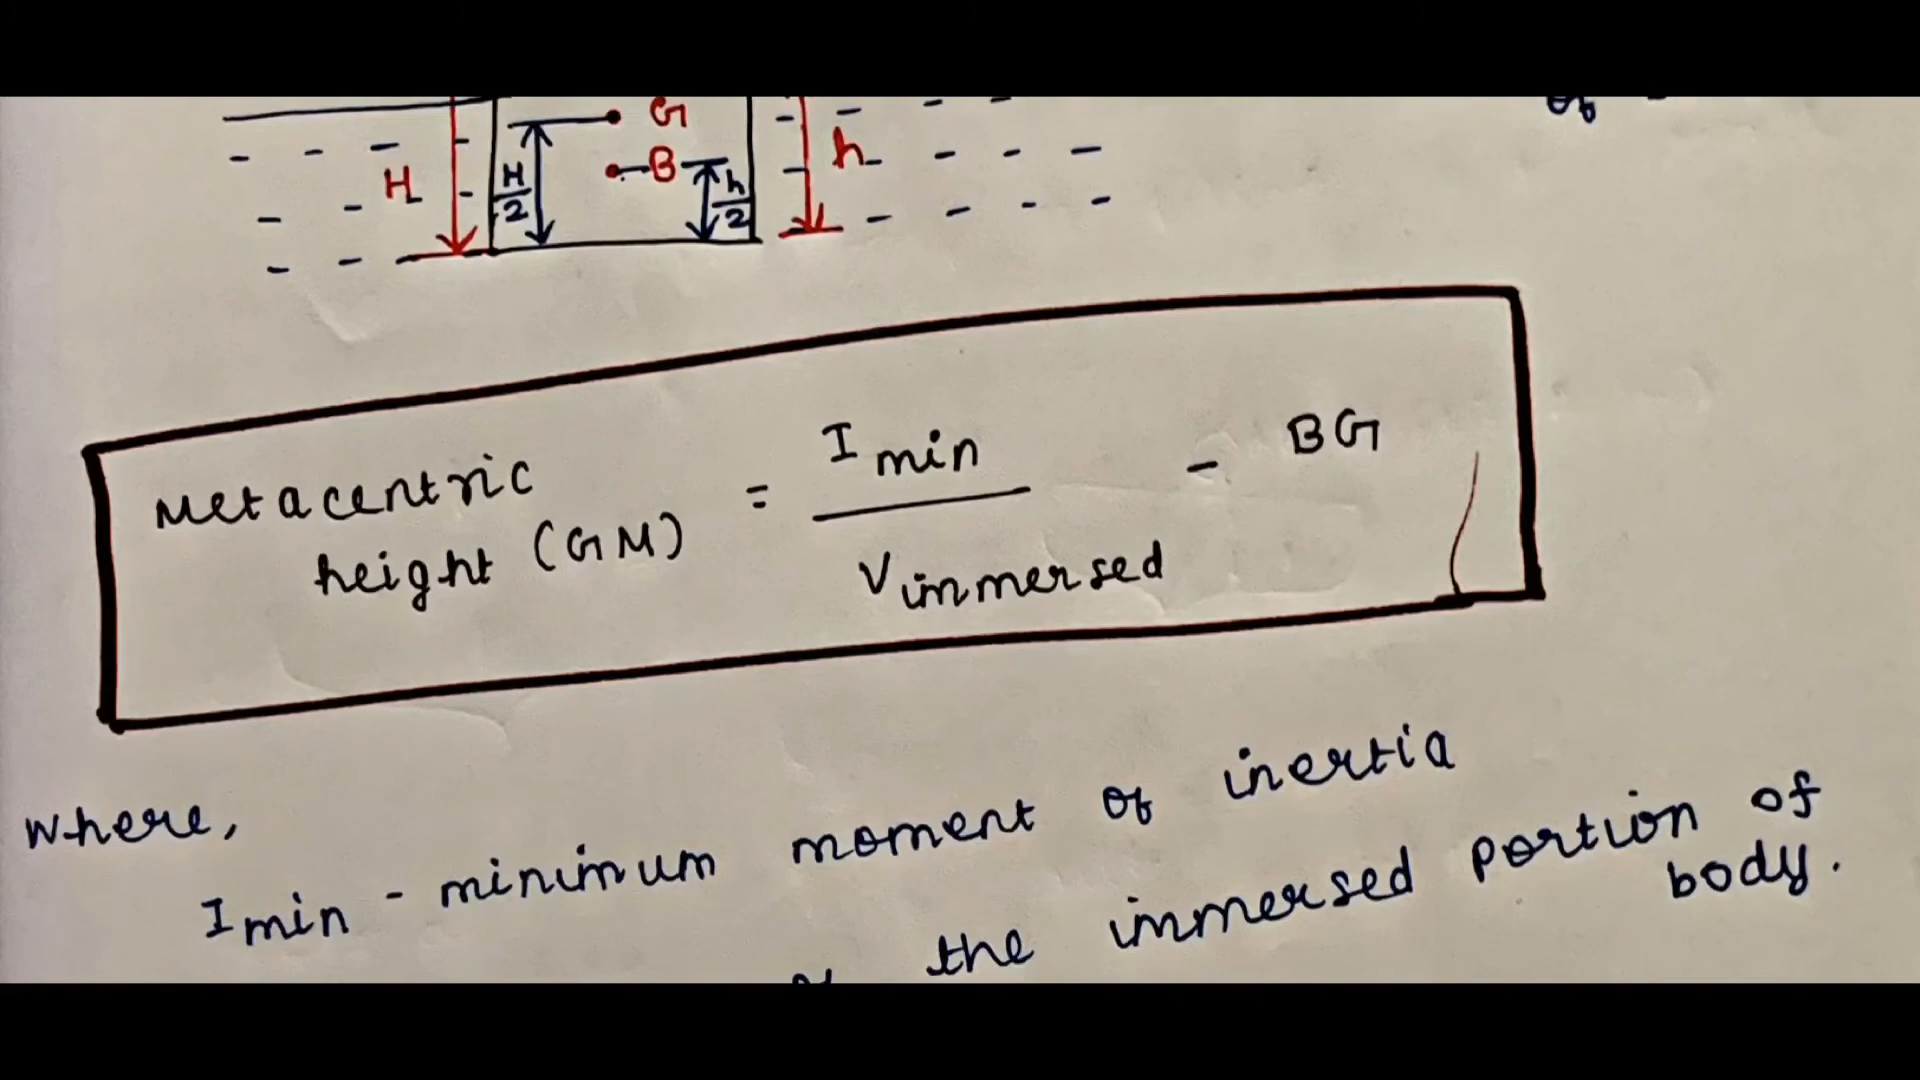 G
B
H
H/2
h/2
h
of
Metacentric height (GM) = I min / V immersed - BG
where,
I min - minimum moment of inertia
the immersed portion of body.